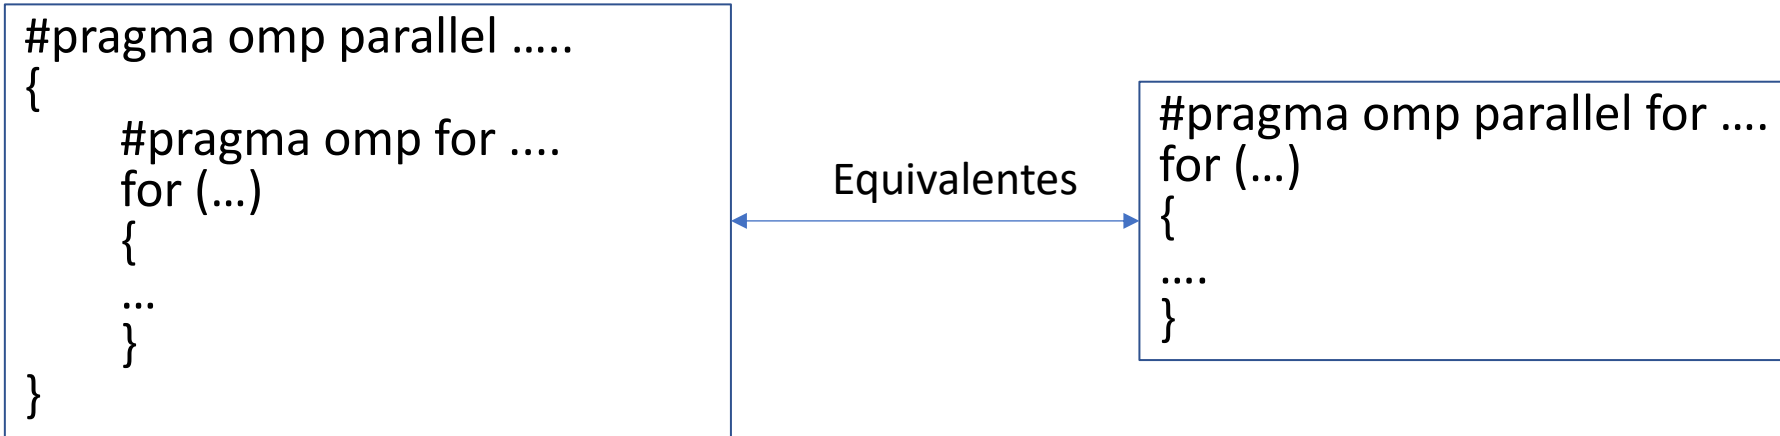 #pragma omp parallel …..
{
#pragma omp for ….
for (…)
{
…
}
}
Equivalentes
#pragma omp parallel for ….
for (…)
{
….
}